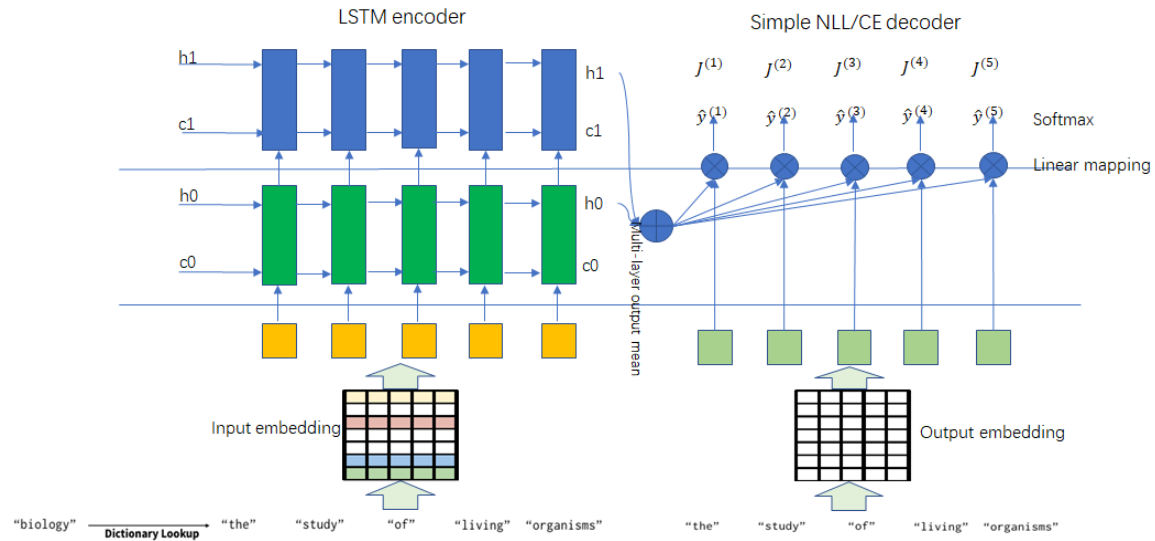 LSTM encoder
Simple NLL/CE decoder
h1
h1
J⁽¹⁾ J⁽²⁾ J⁽³⁾ J⁽⁴⁾ J⁽⁵⁾
c1
c1
ŷ⁽¹⁾ ŷ⁽²⁾ ŷ⁽³⁾ ŷ⁽⁴⁾ ŷ⁽⁵⁾
Softmax
Linear mapping
h0
h0
c0
c0
Multi-layer output mean
Input embedding
Output embedding
"biology" Dictionary Lookup "the" "study" "of" "living" "organisms"
"the" "study" "of" "living" "organisms"